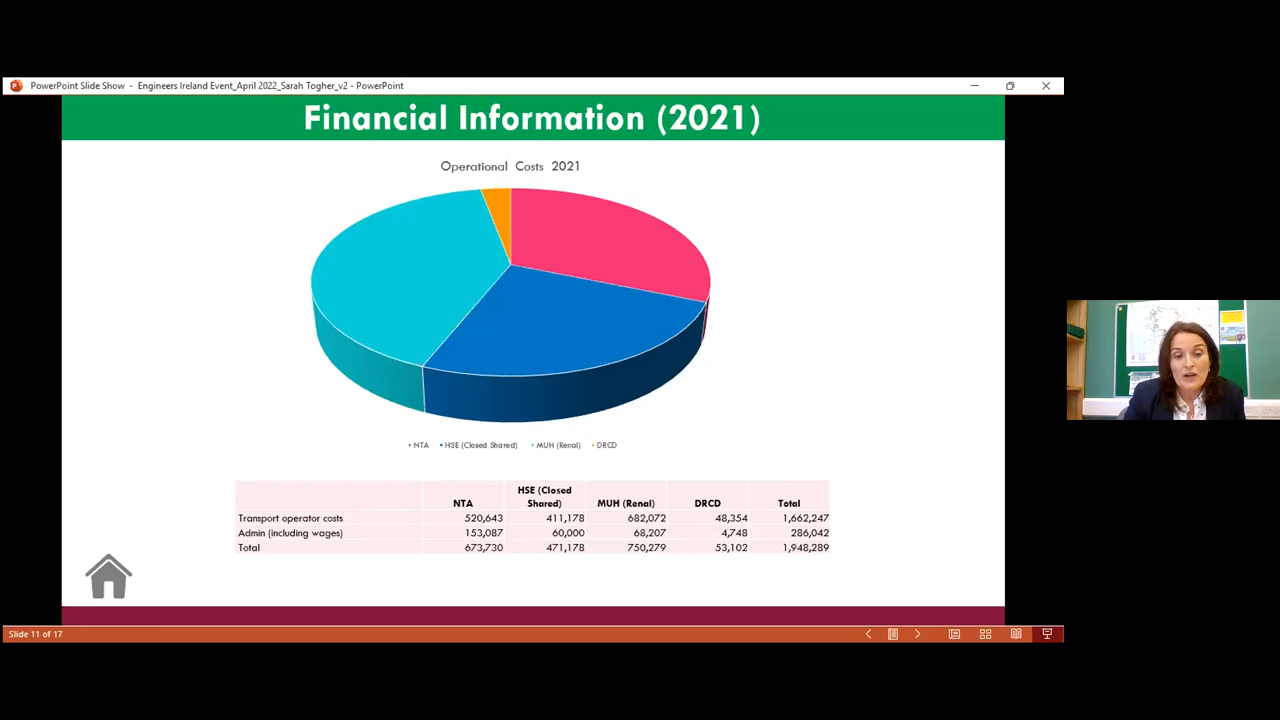 PowerPoint Slide Show - Engineers Ireland Event_April 2022_Sarah Togher_v2 - PowerPoint
Financial Information (2021)
Operational Costs 2021
NTA HSE (Closed Shared) MUH (Renal) DRCD
NTA HSE (Closed Shared) MUH (Renal) DRCD Total
Transport operator costs 520,643 411,178 682,072 48,354 1,662,247
Admin (including wages) 153,087 60,000 68,207 4,748 286,042
Total 673,730 471,178 750,279 53,102 1,948,289
Slide 11 of 17